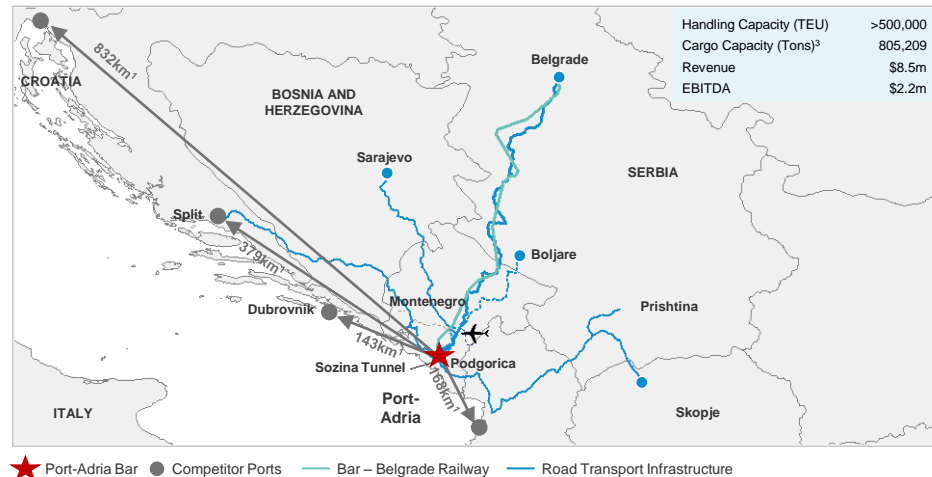 Handling Capacity (TEU) >500,000
Cargo Capacity (Tons)³ 805,209
Revenue $8.5m
EBITDA $2.2m
832km¹
CROATIA
BOSNIA AND
HERZEGOVINA
Belgrade
Sarajevo
SERBIA
Split
379km¹
Boljare
Dubrovnik
Montenegro
Prishtina
143km¹
Sozina Tunnel
Podgorica
168km¹
Port-
Adria
ITALY
Skopje
Port-Adria Bar
Competitor Ports
Bar – Belgrade Railway
Road Transport Infrastructure